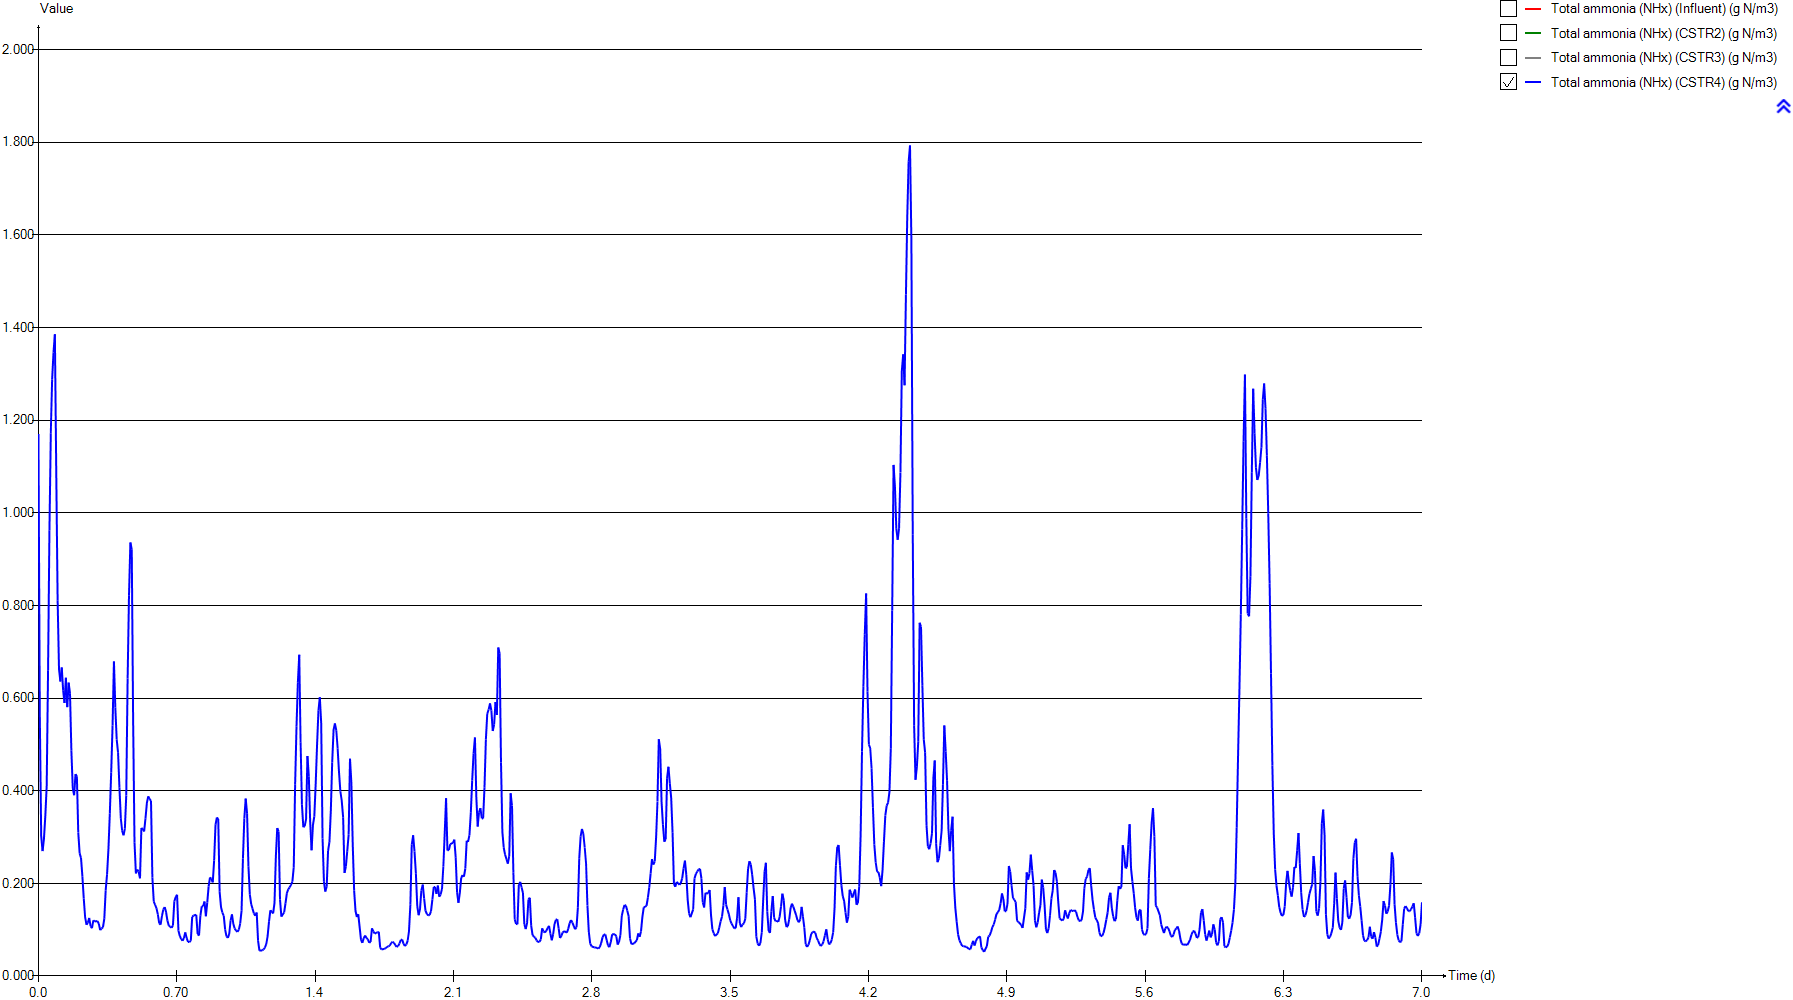 Value
Total ammonia (NHx) (Influent) (g N/m3)
Total ammonia (NHx) (CSTR2) (g N/m3)
Total ammonia (NHx) (CSTR3) (g N/m3)
Total ammonia (NHx) (CSTR4) (g N/m3)
2.000
1.800
1.600
1.400
1.200
1.000
0.800
0.600
0.400
0.200
0.000
0.0 0.70 1.4 2.1 2.8 3.5 4.2 4.9 5.6 6.3 7.0
Time (d)